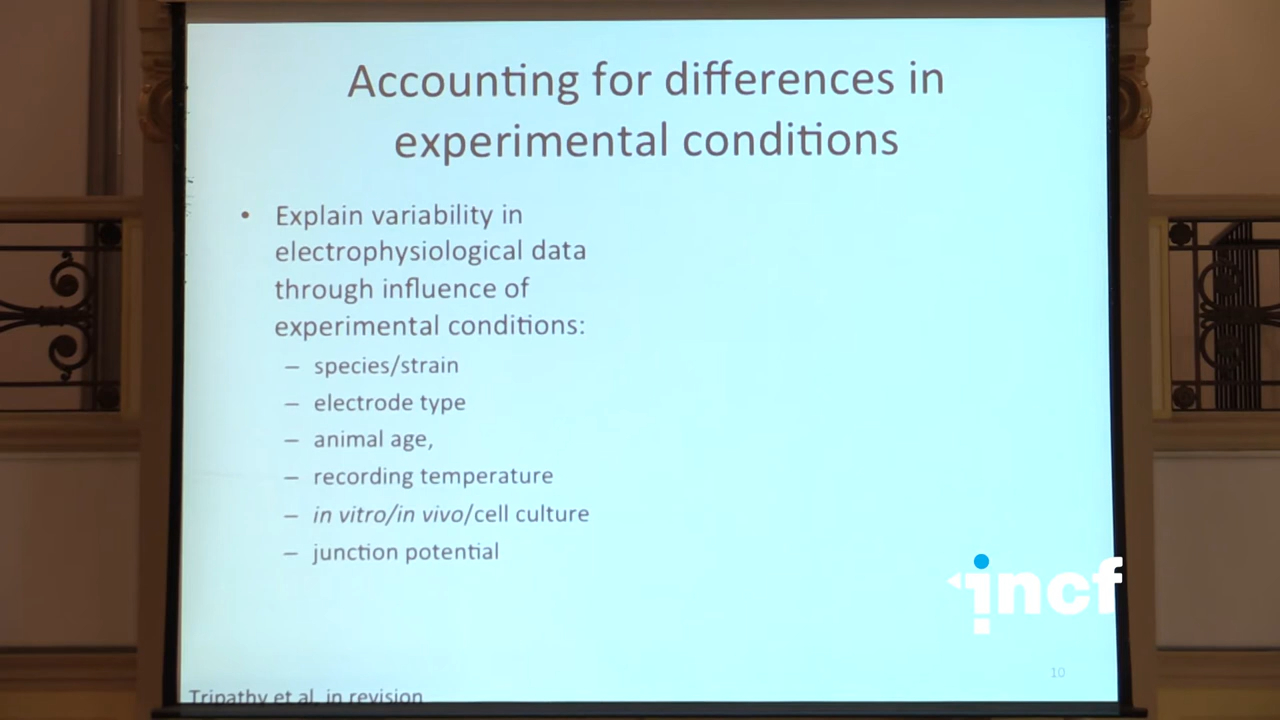 Accounting for differences in
experimental conditions
• Explain variability in
electrophysiological data
through influence of
experimental conditions:
– species/strain
– electrode type
– animal age,
– recording temperature
– in vitro/in vivo/cell culture
– junction potential
incf
10
Tripathy et al, in revision